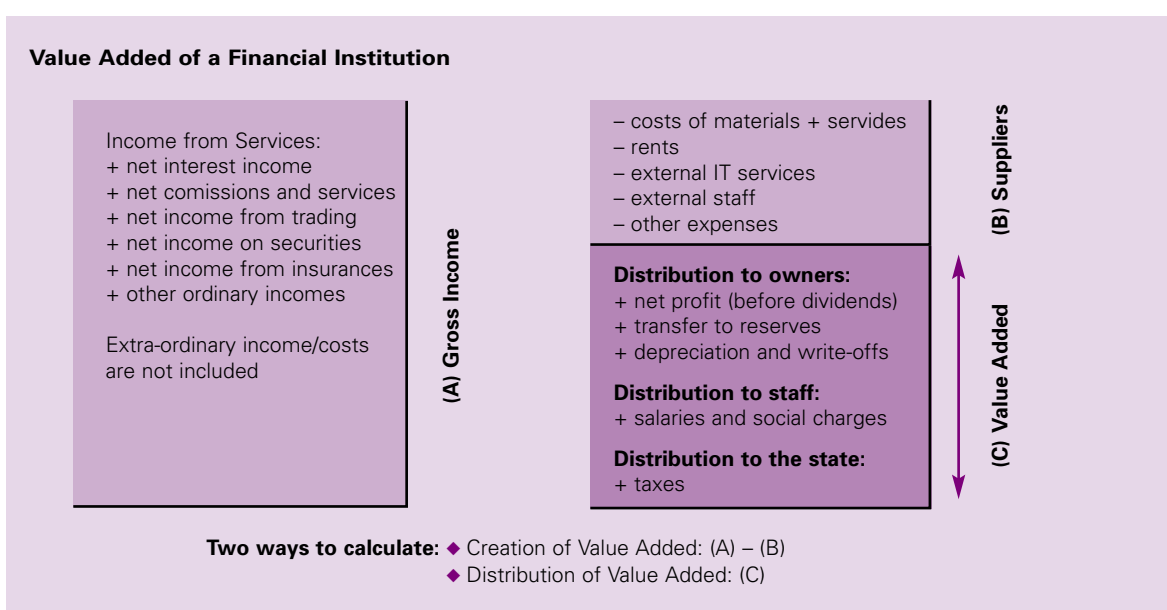 Value Added of a Financial Institution
Income from Services:
+ net interest income
+ net comissions and services
+ net income from trading
+ net income on securities
+ net income from insurances
+ other ordinary incomes
Extra-ordinary income/costs
are not included
(A) Gross Income
– costs of materials + servides
– rents
– external IT services
– external staff
– other expenses
(B) Suppliers
Distribution to owners:
+ net profit (before dividends)
+ transfer to reserves
+ depreciation and write-offs
Distribution to staff:
+ salaries and social charges
Distribution to the state:
+ taxes
(C) Value Added
Two ways to calculate: ◆ Creation of Value Added: (A) – (B)
◆ Distribution of Value Added: (C)